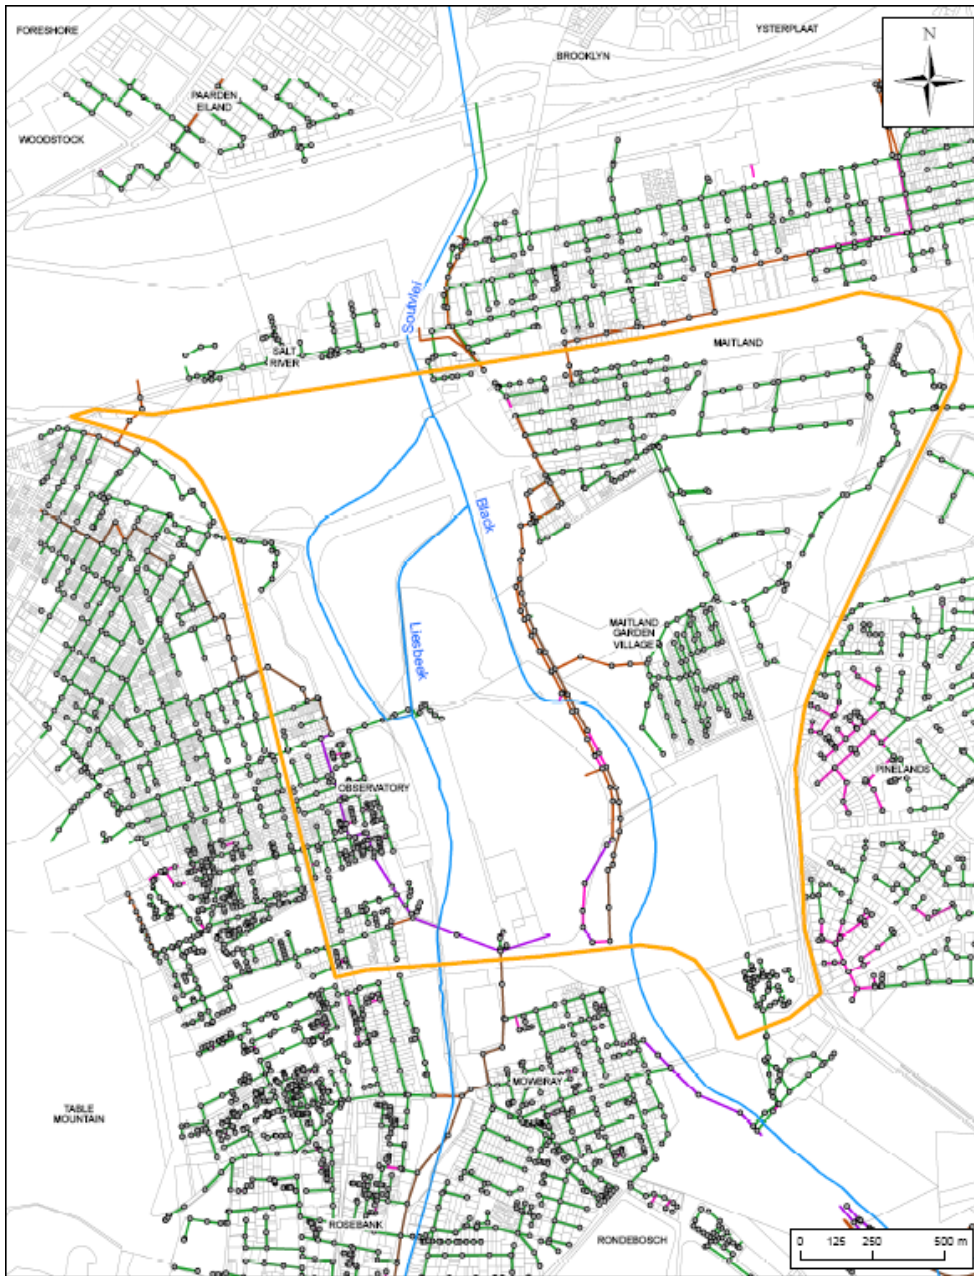 FORESHORE
YSTERPLAAT
N
BROOKLYN
PAARDEN
EILAND
WOODSTOCK
Soutvlei
SALT
RIVER
MAITLAND
Black
Liesbeek
MAITLAND
GARDEN
VILLAGE
PINELANDS
OBSERVATORY
MOWBRAY
TABLE
MOUNTAIN
ROSEBANK
RONDEBOSCH
0 125 250 500 m